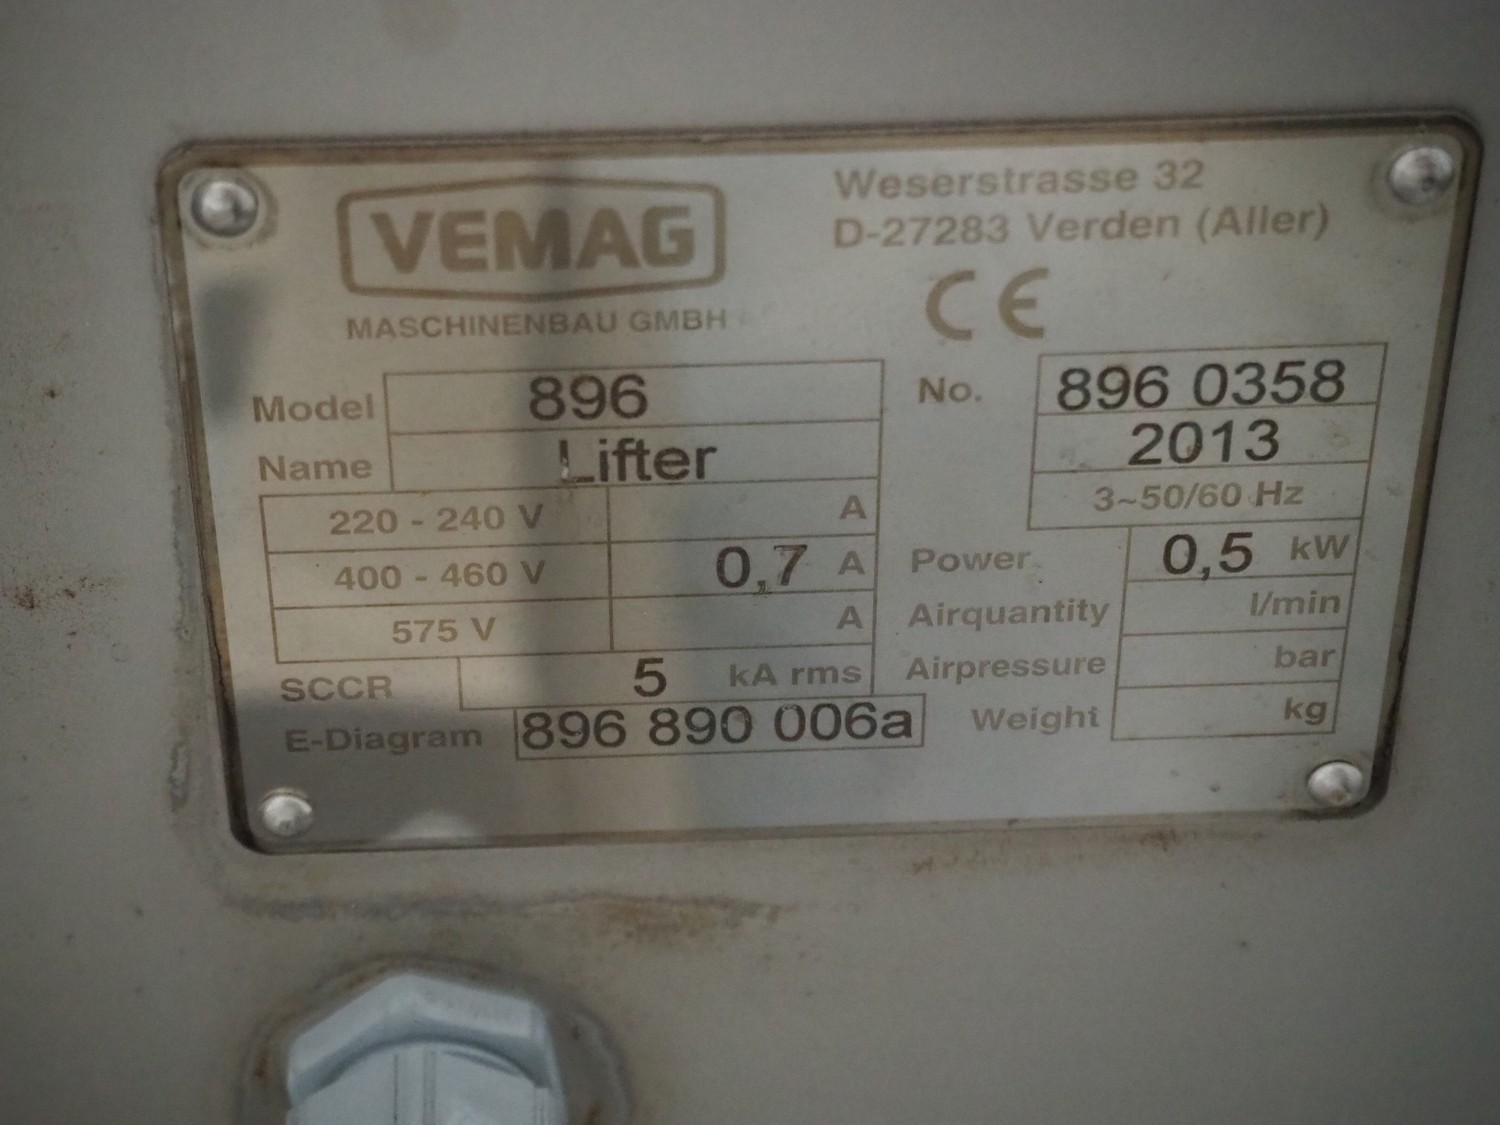 VEMAG
MASCHINENBAU GMBH
Weserstrasse 32
D-27283 Verden (Aller)
CE
Model 896
Name Lifter
No. 896 0358
2013
3~50/60 Hz
220 - 240 V A
400 - 460 V 0,7 A
575 V A
SCCR 5 kA rms
E-Diagram 896 890 006a
Power 0,5 kW
Airquantity l/min
Airpressure bar
Weight kg